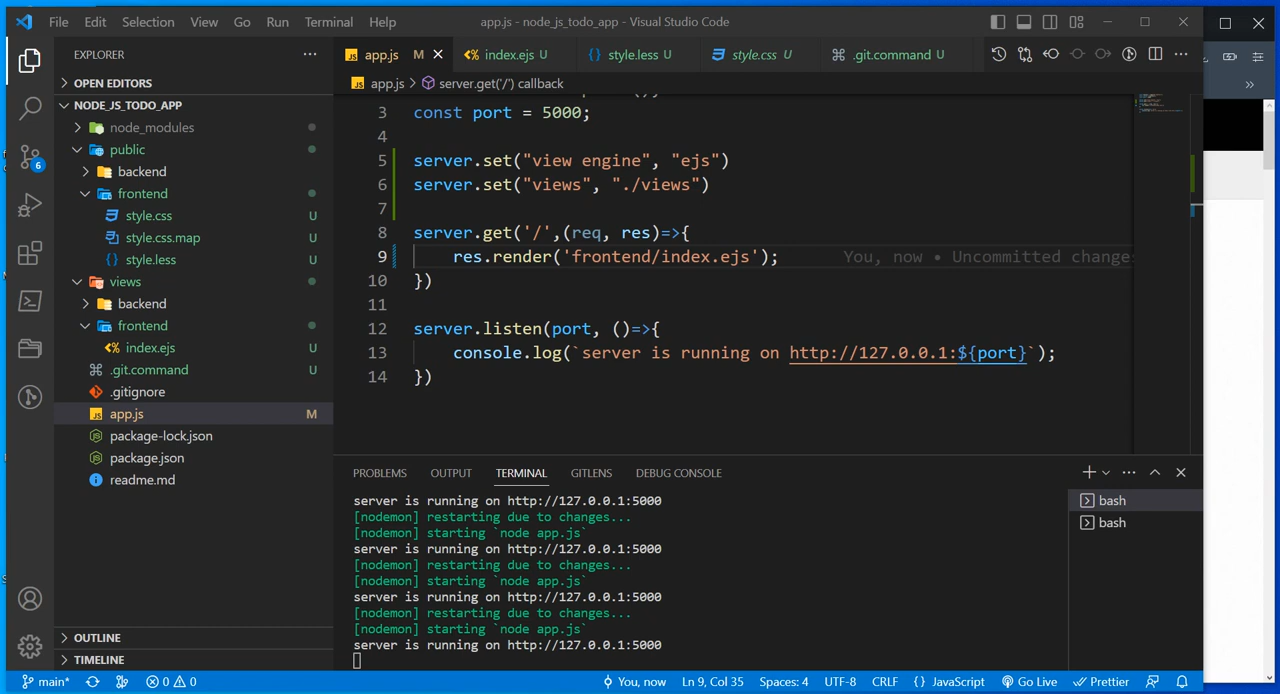 File Edit Selection View Go Run Terminal Help app.js - node_js_todo_app - Visual Studio Code
EXPLORER
OPEN EDITORS
NODE_JS_TODO_APP
node_modules
public
backend
frontend
style.css U
style.css.map U
style.less U
views
backend
frontend
index.ejs U
.git.command U
.gitignore
app.js M
package-lock.json
package.json
readme.md
OUTLINE
TIMELINE
6
app.js M index.ejs U style.less U style.css U .git.command U
app.js > server.get('/') callback
3 const port = 5000;
4
5 server.set("view engine", "ejs")
6 server.set("views", "./views")
7
8 server.get('/',(req, res)=>{
9 res.render('frontend/index.ejs'); You, now • Uncommitted changes
10 })
11
12 server.listen(port, ()=>{
13 console.log(`server is running on http://127.0.0.1:${port}`);
14 })
PROBLEMS OUTPUT TERMINAL GITLENS DEBUG CONSOLE
server is running on http://127.0.0.1:5000
[nodemon] restarting due to changes...
[nodemon] starting `node app.js`
server is running on http://127.0.0.1:5000
[nodemon] restarting due to changes...
[nodemon] starting `node app.js`
server is running on http://127.0.0.1:5000
[nodemon] restarting due to changes...
[nodemon] starting `node app.js`
server is running on http://127.0.0.1:5000
bash
bash
main* 0 0 You, now Ln 9, Col 35 Spaces: 4 UTF-8 CRLF {} JavaScript Go Live Prettier